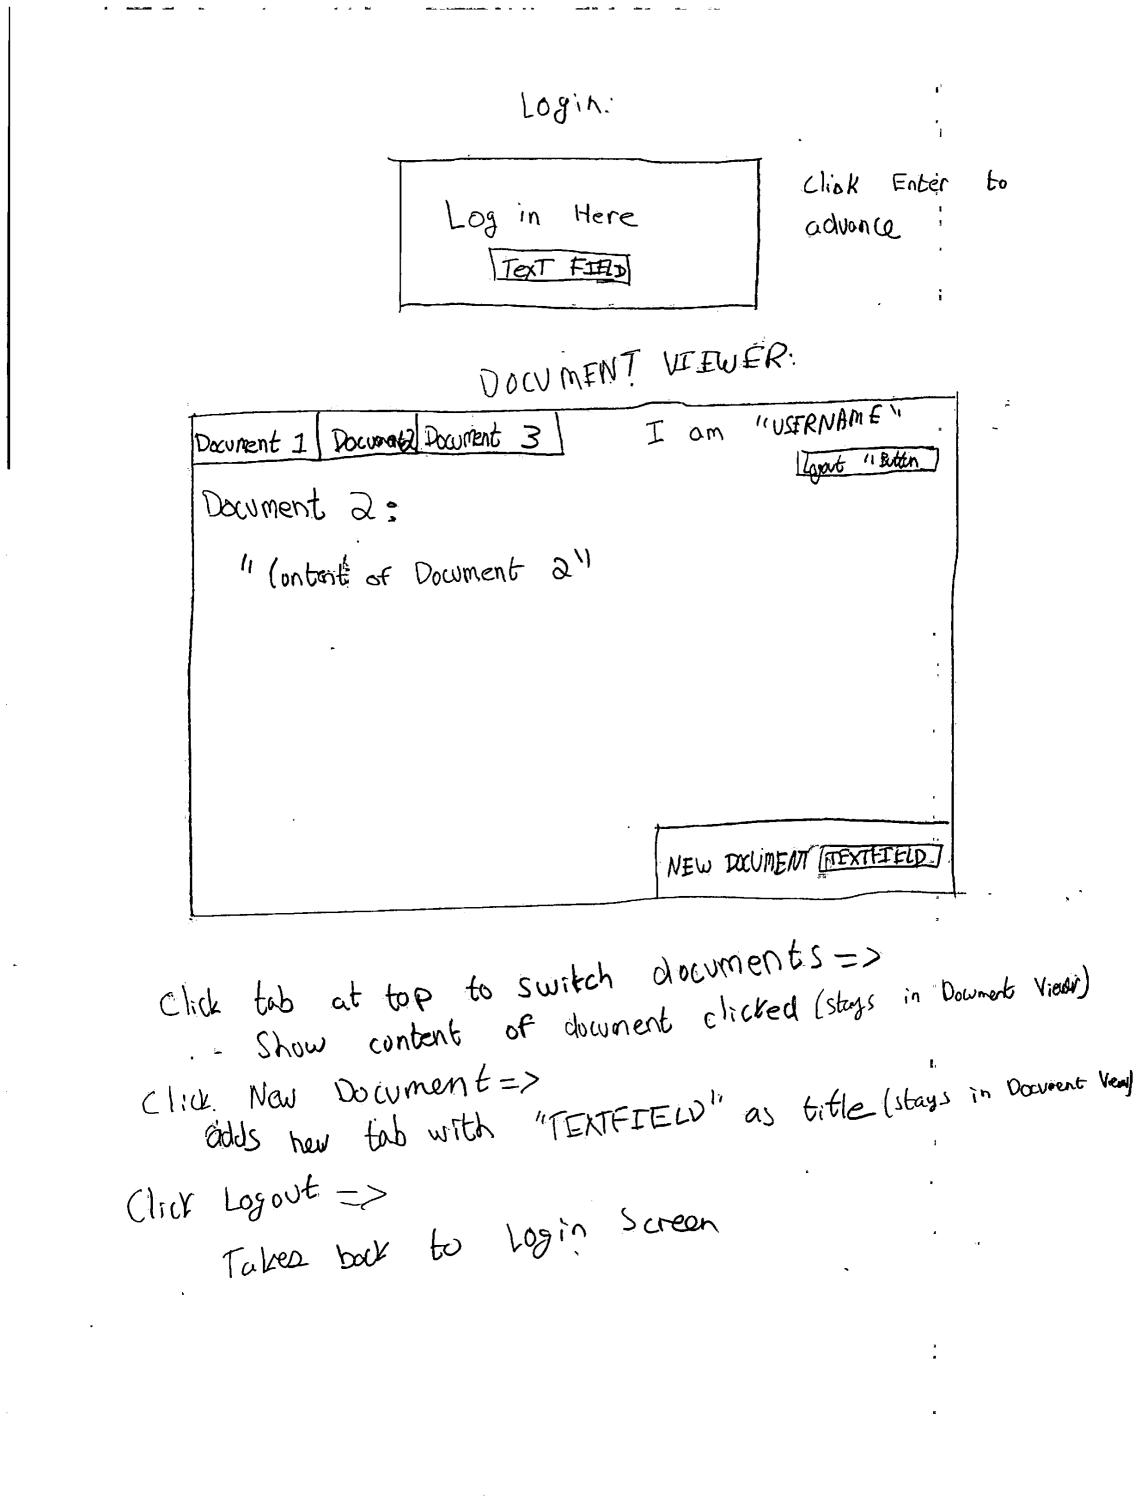 Login:
Click Enter to
advance
Log in Here
TexT FIELD
DOCUMENT VIEWER:
Document 1 Document2 Document 3
I am "USERNAME"
Logout "Button
Document 2:
"Content of Document 2"
NEW DOCUMENT TEXTFIELD
Click tab at top to switch documents =>
- Show content of document clicked (stays in Document Viewer)
Click New Document =>
adds new tab with "TEXTFIELD" as title (stays in Document View)
Click Logout =>
Takes back to Login Screen